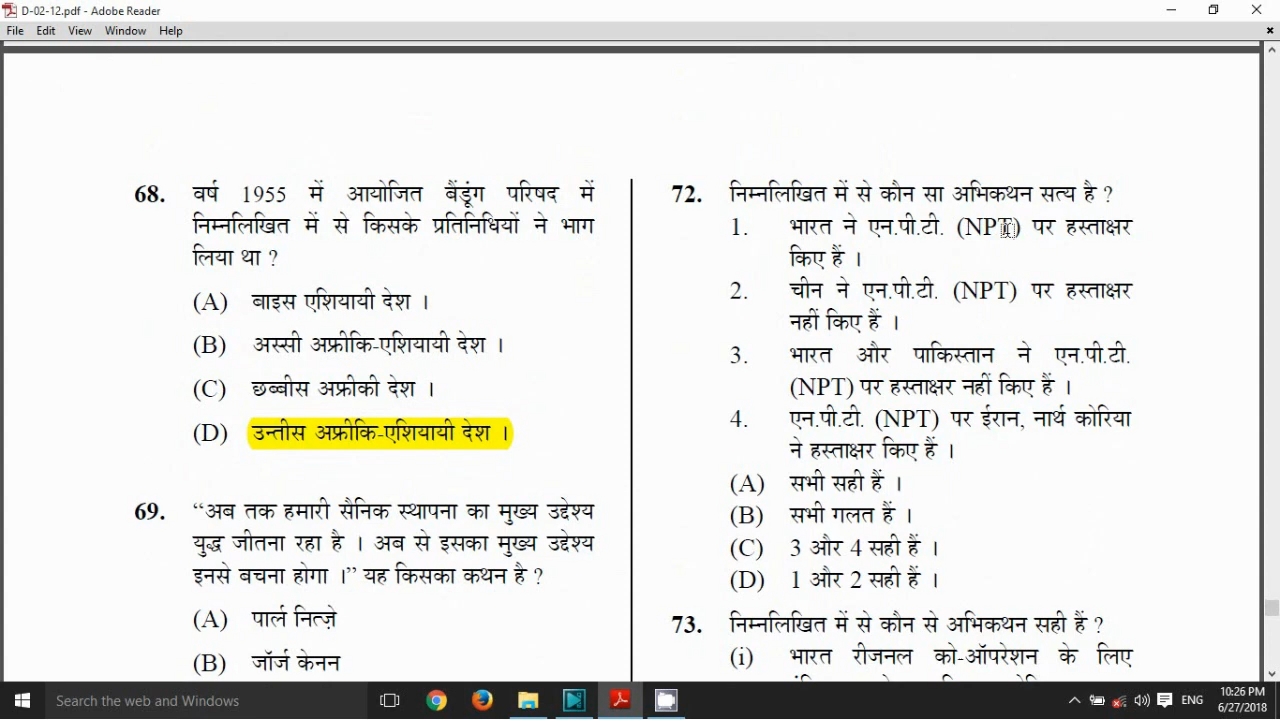 D-02-12.pdf - Adobe Reader
File Edit View Window Help
68. वर्ष 1955 में आयोजित बैंडूंग परिषद में
निम्नलिखित में से किसके प्रतिनिधियों ने भाग
लिया था ?
(A) बाइस एशियायी देश ।
(B) अस्सी अफ्रीकि-एशियायी देश ।
(C) छब्बीस अफ्रीकी देश ।
(D) उन्तीस अफ्रीकि-एशियायी देश ।
69. “अब तक हमारी सैनिक स्थापना का मुख्य उद्देश्य
युद्ध जीतना रहा है । अब से इसका मुख्य उद्देश्य
इनसे बचना होगा ।” यह किसका कथन है ?
(A) पार्ल नित्ज़े
(B) जॉर्ज केनन
72. निम्नलिखित में से कौन सा अभिकथन सत्य है ?
1. भारत ने एन.पी.टी. (NPT) पर हस्ताक्षर
किए हैं ।
2. चीन ने एन.पी.टी. (NPT) पर हस्ताक्षर
नहीं किए हैं ।
3. भारत और पाकिस्तान ने एन.पी.टी.
(NPT) पर हस्ताक्षर नहीं किए हैं ।
4. एन.पी.टी. (NPT) पर ईरान, नार्थ कोरिया
ने हस्ताक्षर किए हैं ।
(A) सभी सही हैं ।
(B) सभी गलत हैं ।
(C) 3 और 4 सही हैं ।
(D) 1 और 2 सही हैं ।
73. निम्नलिखित में से कौन से अभिकथन सही हैं ?
(i) भारत रीजनल को-ऑपरेशन के लिए
Search the web and Windows
ENG
10:26 PM
6/27/2018